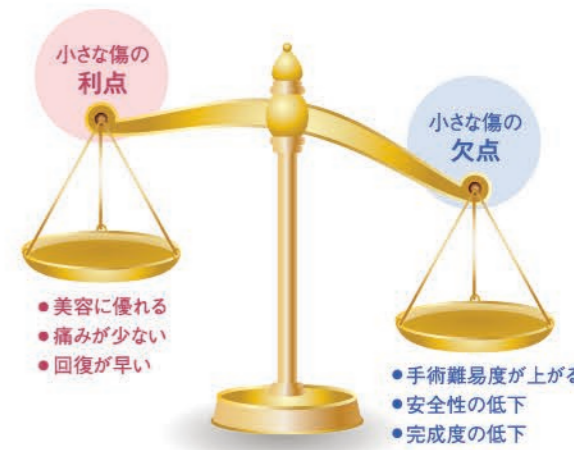 小さな傷の
利点
小さな傷の
欠点
●美容に優れる
●痛みが少ない
●回復が早い
●手術難易度が上がる
●安全性の低下
●完成度の低下